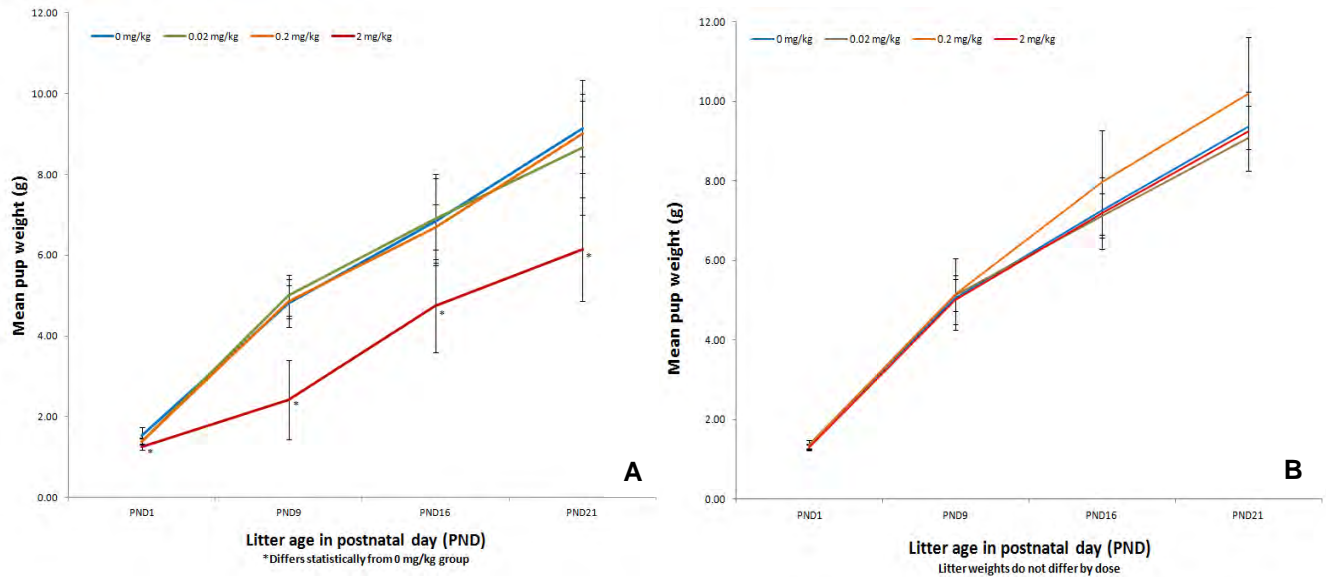 12.00
0 mg/kg 0.02 mg/kg 0.2 mg/kg 2 mg/kg
10.00
8.00
6.00
4.00
2.00
0.00
Mean pup weight (g)
*
*
*
*
A
PND1 PND9 PND16 PND21
Litter age in postnatal day (PND)
*Differs statistically from 0 mg/kg group
12.00
0 mg/kg 0.02 mg/kg 0.2 mg/kg 2 mg/kg
10.00
8.00
6.00
4.00
2.00
0.00
Mean pup weight (g)
B
PND1 PND9 PND16 PND21
Litter age in postnatal day (PND)
Litter weights do not differ by dose